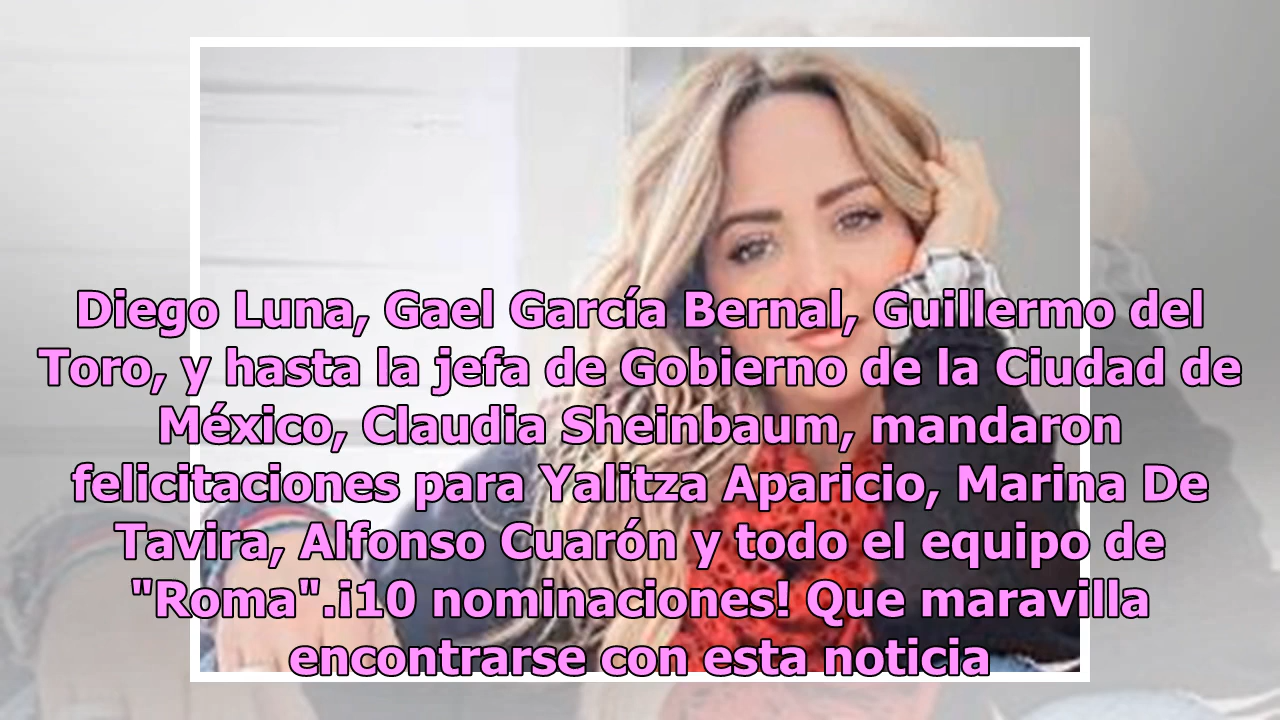 Diego Luna, Gael García Bernal, Guillermo del
Toro, y hasta la jefa de Gobierno de la Ciudad de
México, Claudia Sheinbaum, mandaron
felicitaciones para Yalitza Aparicio, Marina De
Tavira, Alfonso Cuarón y todo el equipo de
"Roma".¡10 nominaciones! Que maravilla
encontrarse con esta noticia